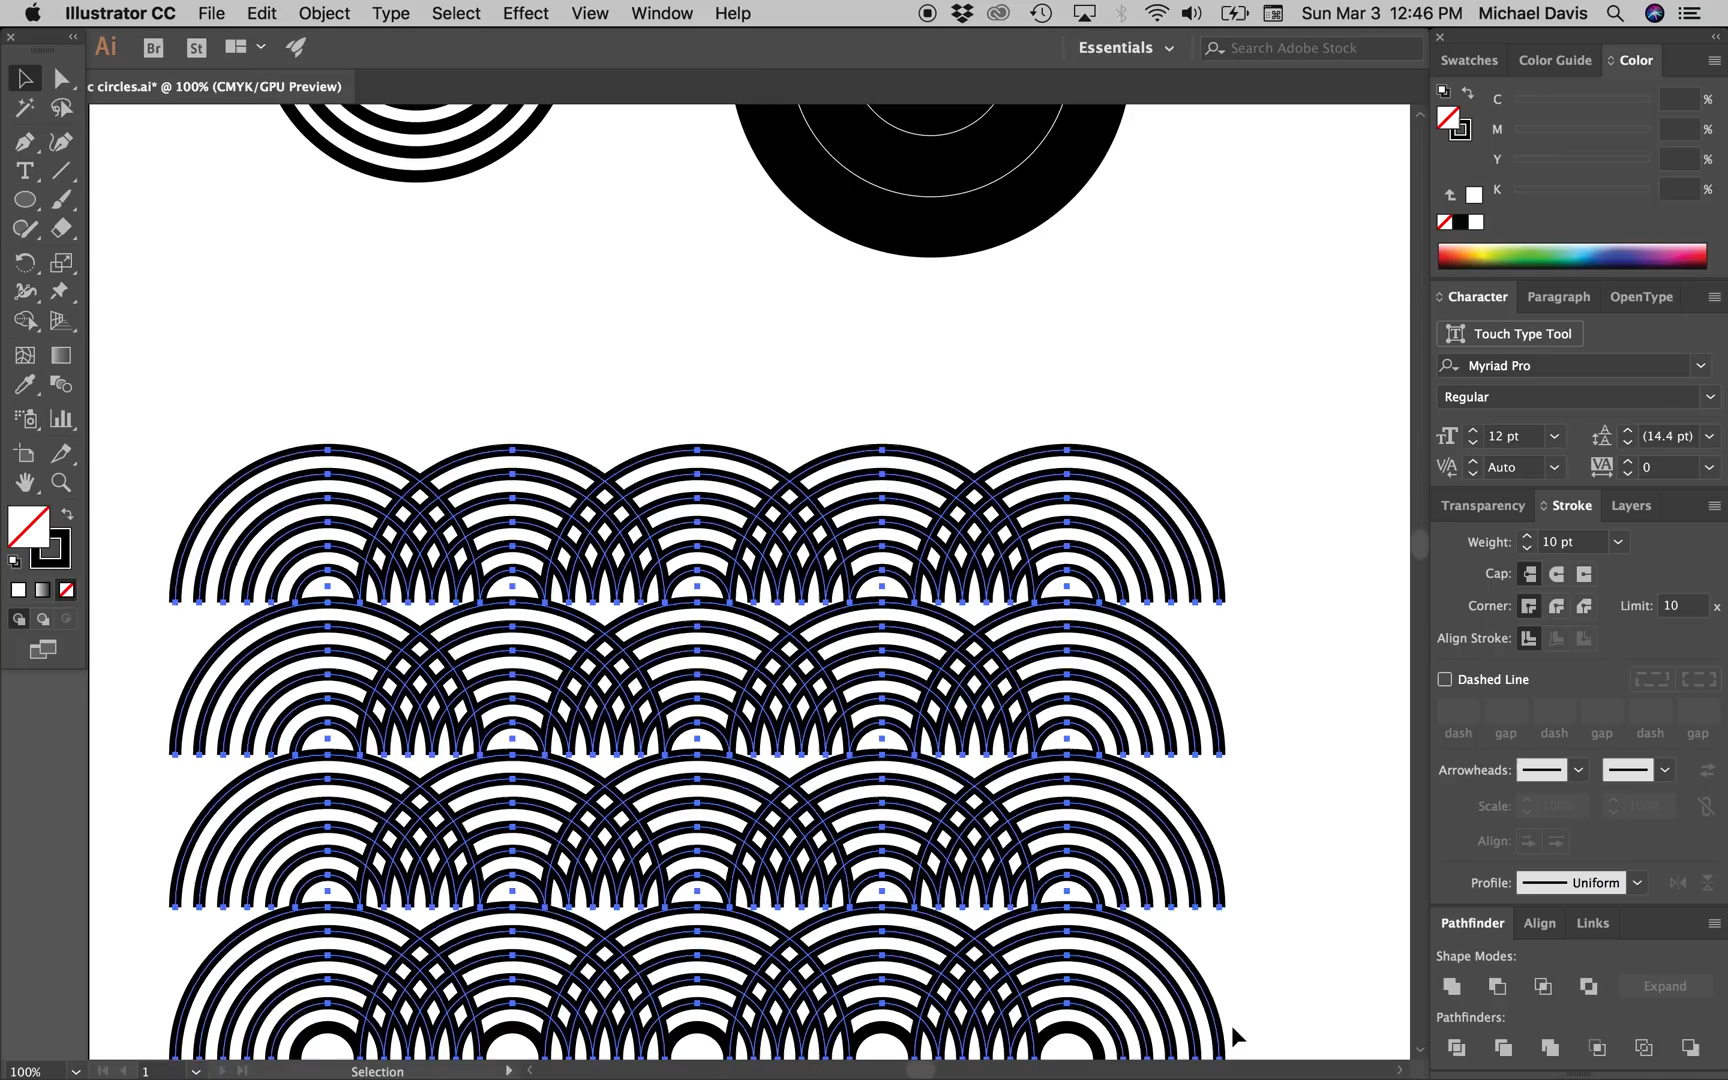 Illustrator CC File Edit Object Type Select Effect View Window Help Sun Mar 3 12:46 PM Michael Davis
Ai Br St Essentials Search Adobe Stock
c circles.ai* @ 100% (CMYK/GPU Preview)
Swatches Color Guide Color
C %
M %
Y %
K %
Character Paragraph OpenType
Touch Type Tool
Myriad Pro
Regular
12 pt (14.4 pt)
Auto 0
Transparency Stroke Layers
Weight: 10 pt
Cap:
Corner: Limit: 10 x
Align Stroke:
Dashed Line
dash gap dash gap dash gap
Arrowheads:
Scale: 100% 100%
Align:
Profile: Uniform
Pathfinder Align Links
Shape Modes:
Expand
Pathfinders:
100% 1 Selection